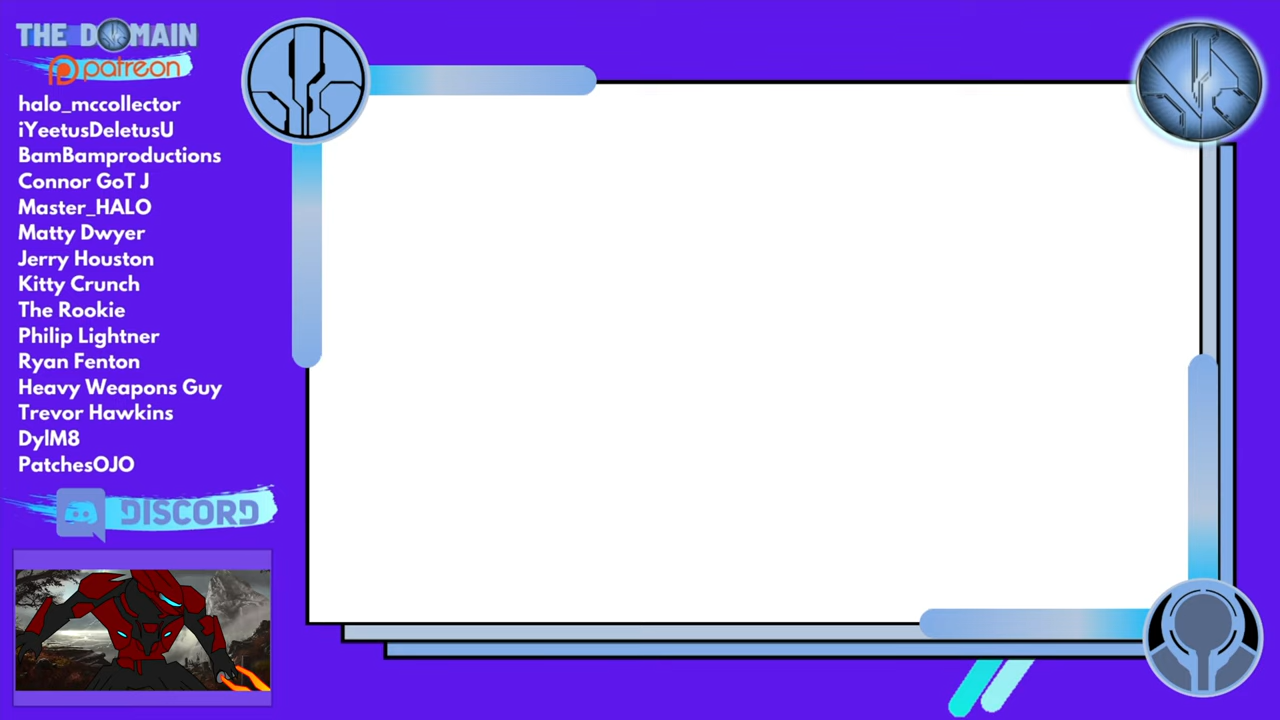 THE DOMAIN
patreon
halo_mccollector
iYeetusDeletusU
BamBamproductions
Connor GoT J
Master_HALO
Matty Dwyer
Jerry Houston
Kitty Crunch
The Rookie
Philip Lightner
Ryan Fenton
Heavy Weapons Guy
Trevor Hawkins
DylM8
PatchesOJO
DISCORD